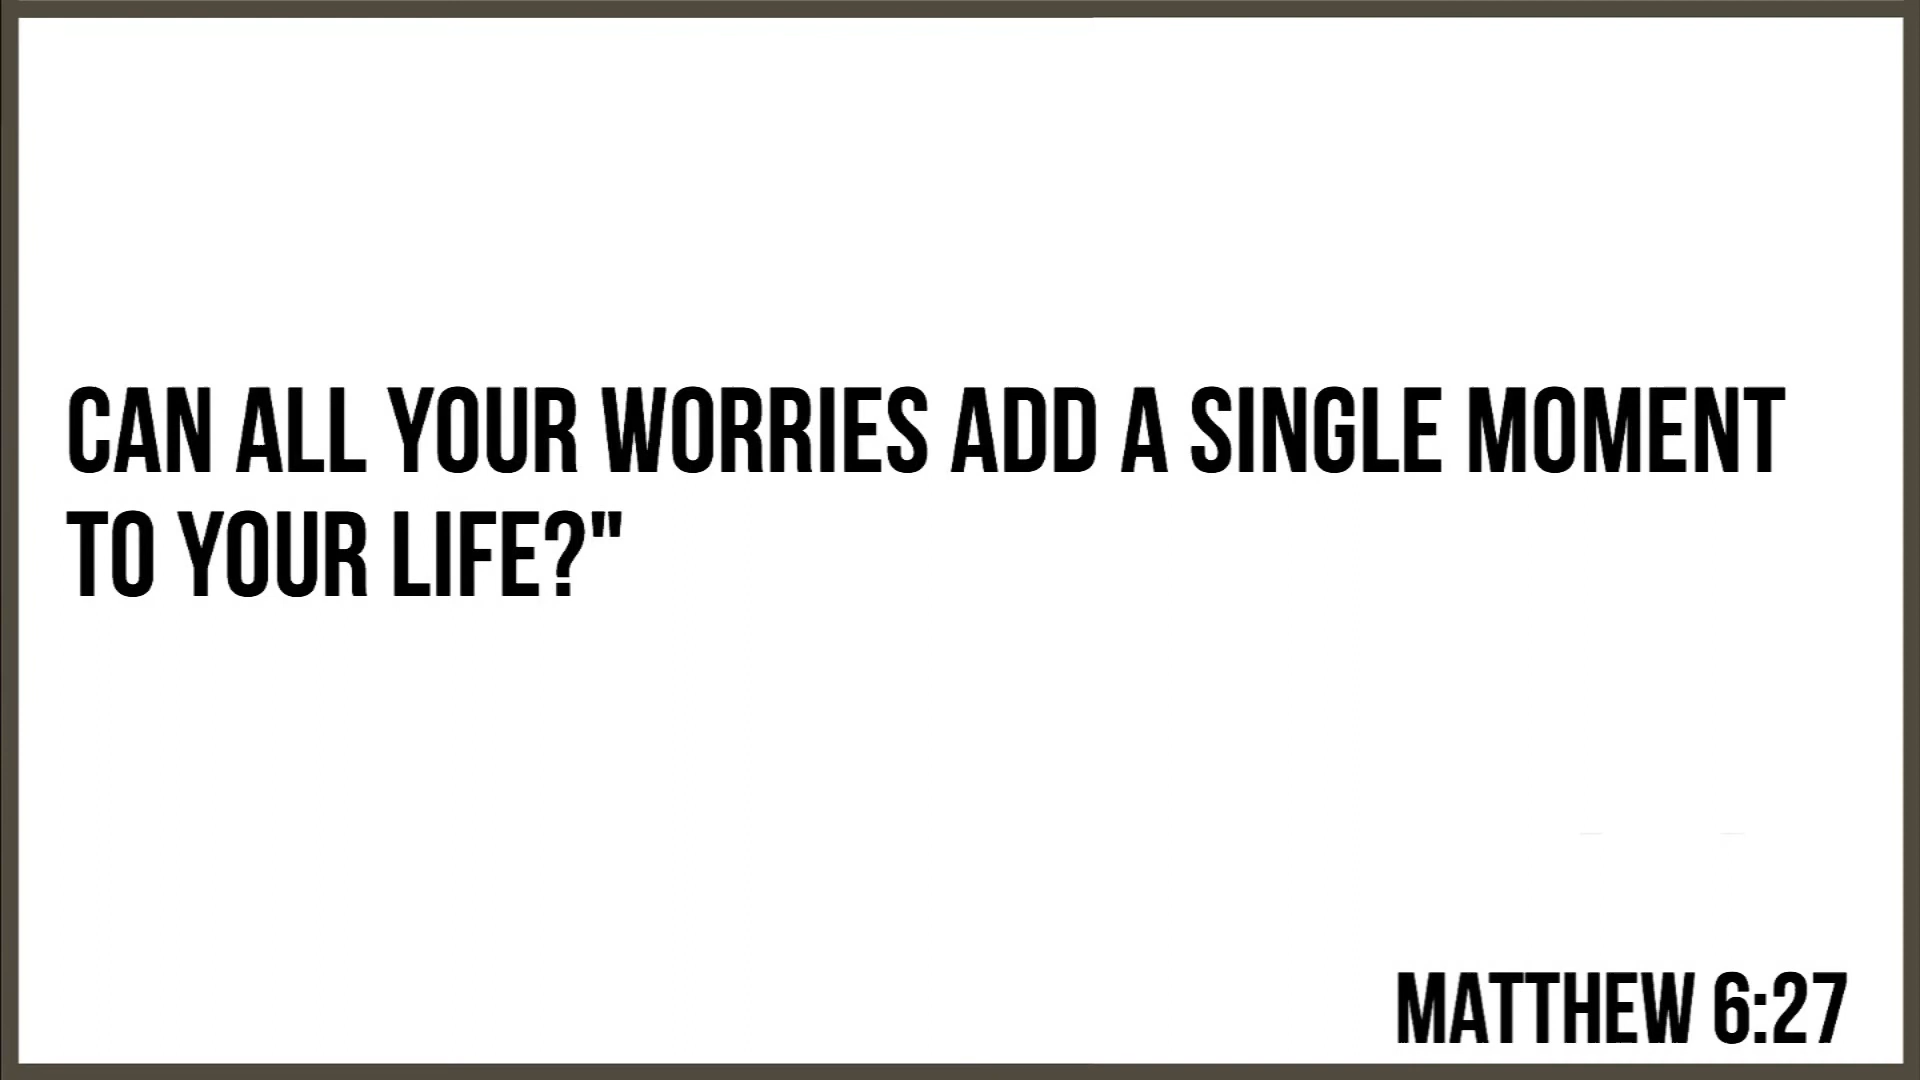 CAN ALL YOUR WORRIES ADD A SINGLE MOMENT
TO YOUR LIFE?"
MATTHEW 6:27